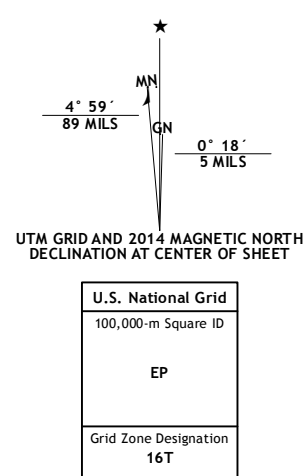 ★
MN
GN
4° 59´
89 MILS
0° 18´
5 MILS
UTM GRID AND 2014 MAGNETIC NORTH
DECLINATION AT CENTER OF SHEET
U.S. National Grid
100,000-m Square ID
EP
Grid Zone Designation
16T